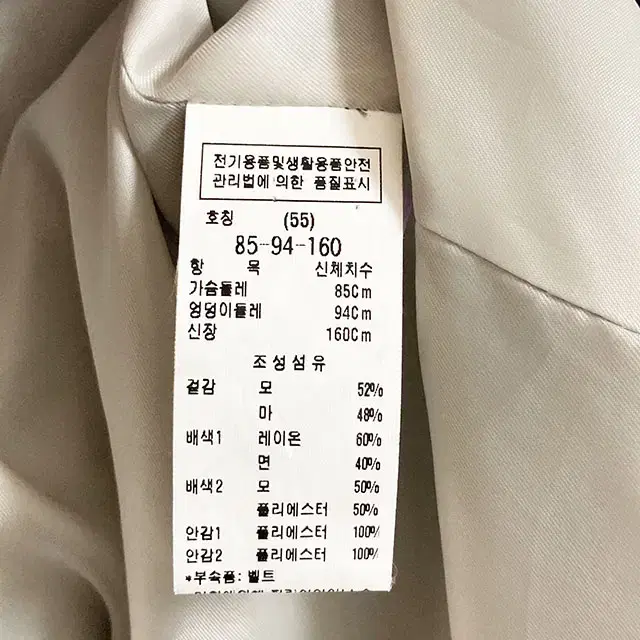 전기용품및생활용품안전
관리법에 의한 품질표시
호칭 (55)
85-94-160
항 목 신체치수
가슴둘레 85Cm
엉덩이둘레 94Cm
신장 160Cm
조성섬유
겉감 모 52%
마 48%
배색1 레이온 60%
면 40%
배색2 모 50%
폴리에스터 50%
안감1 폴리에스터 100%
안감2 폴리에스터 100%
*부속품: 벨트